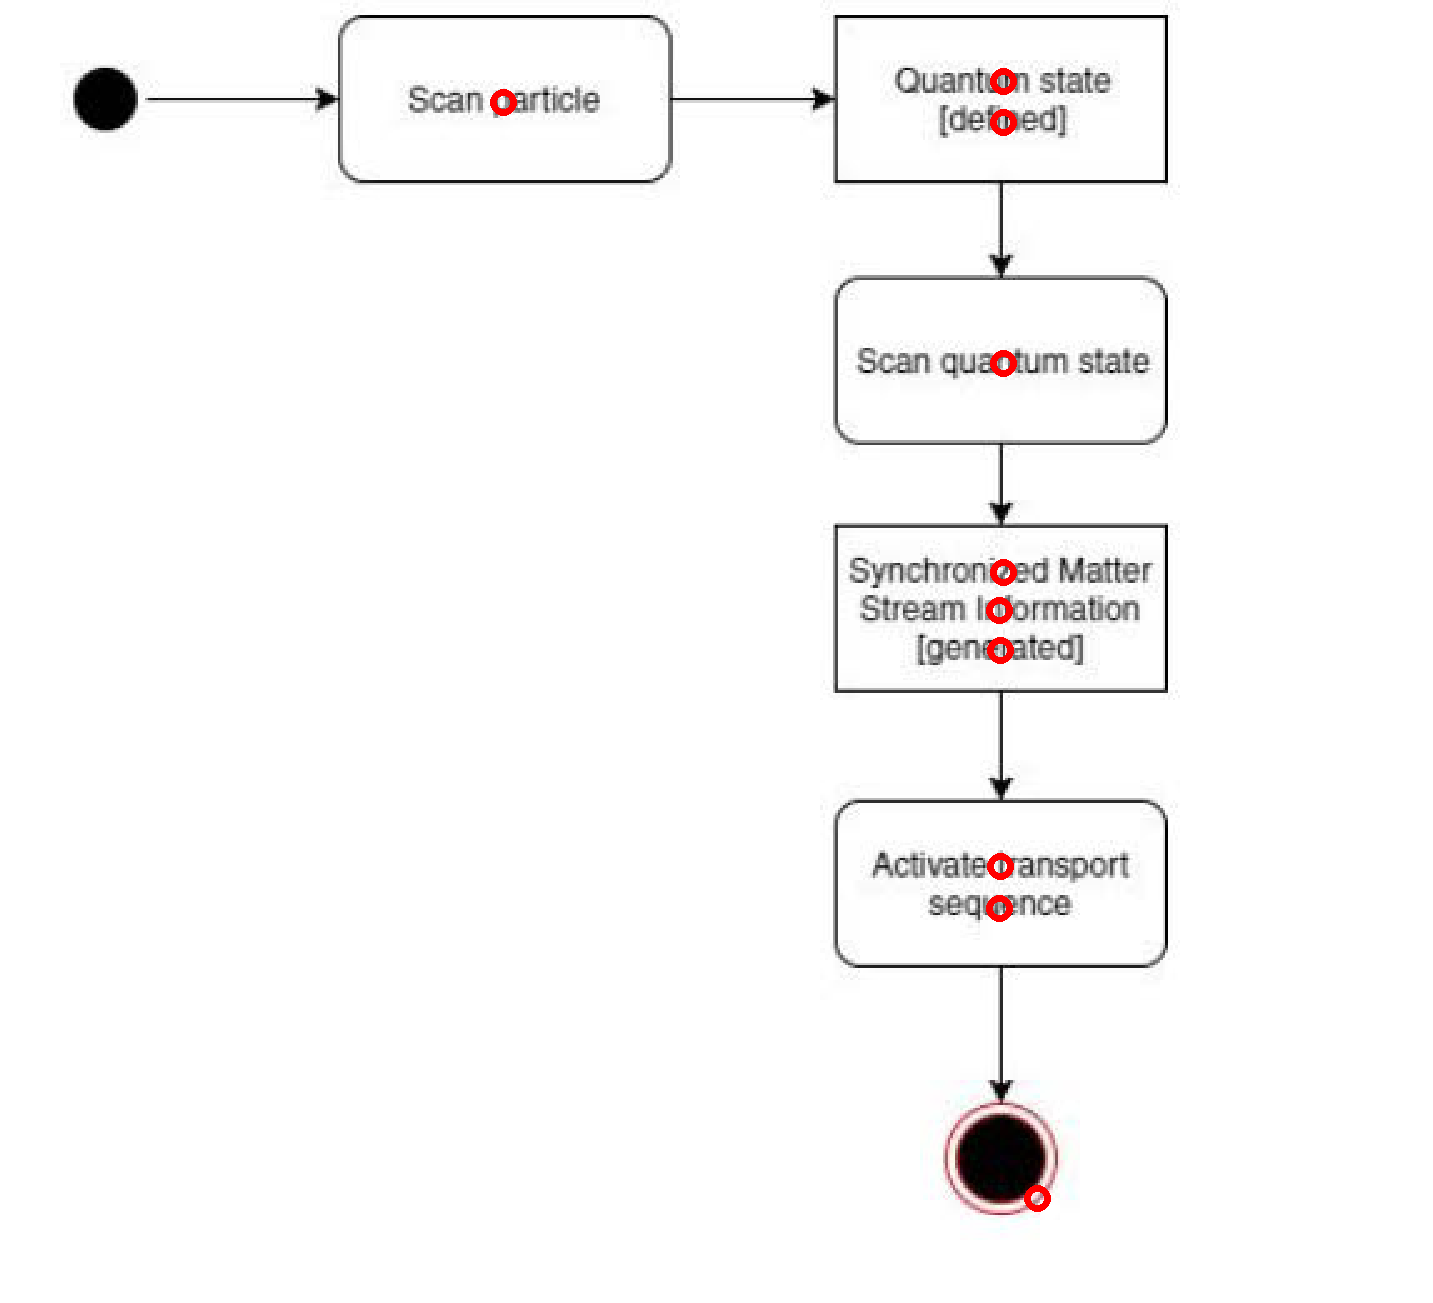 Scan particle
Quantum state
[defined]
Scan quantum state
Synchronized Matter
Stream Information
[generated]
Activate transport
sequence